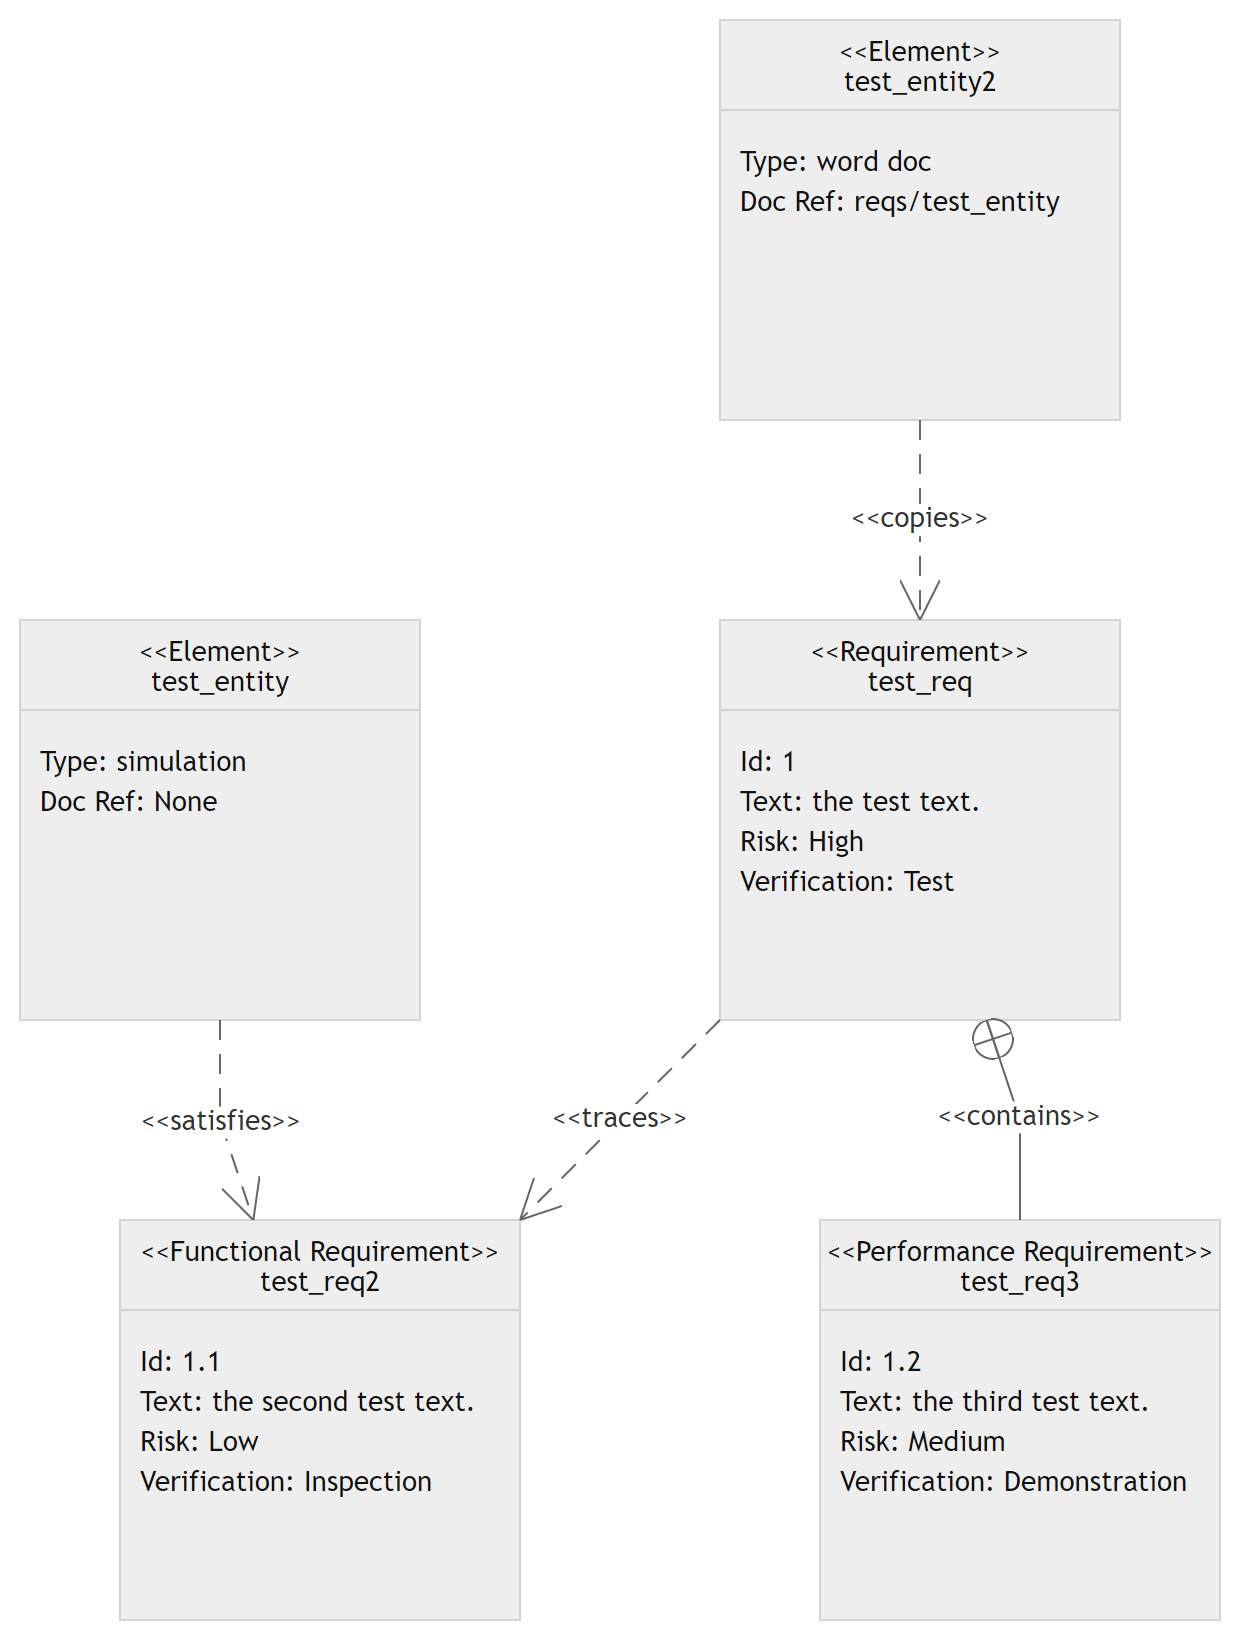 <<Element>>
test_entity2
Type: word doc
Doc Ref: reqs/test_entity
<<copies>>
<<Element>>
test_entity
Type: simulation
Doc Ref: None
<<Requirement>>
test_req
Id: 1
Text: the test text.
Risk: High
Verification: Test
<<satisfies>>
<<traces>>
<<contains>>
<<Functional Requirement>>
test_req2
Id: 1.1
Text: the second test text.
Risk: Low
Verification: Inspection
<<Performance Requirement>>
test_req3
Id: 1.2
Text: the third test text.
Risk: Medium
Verification: Demonstration